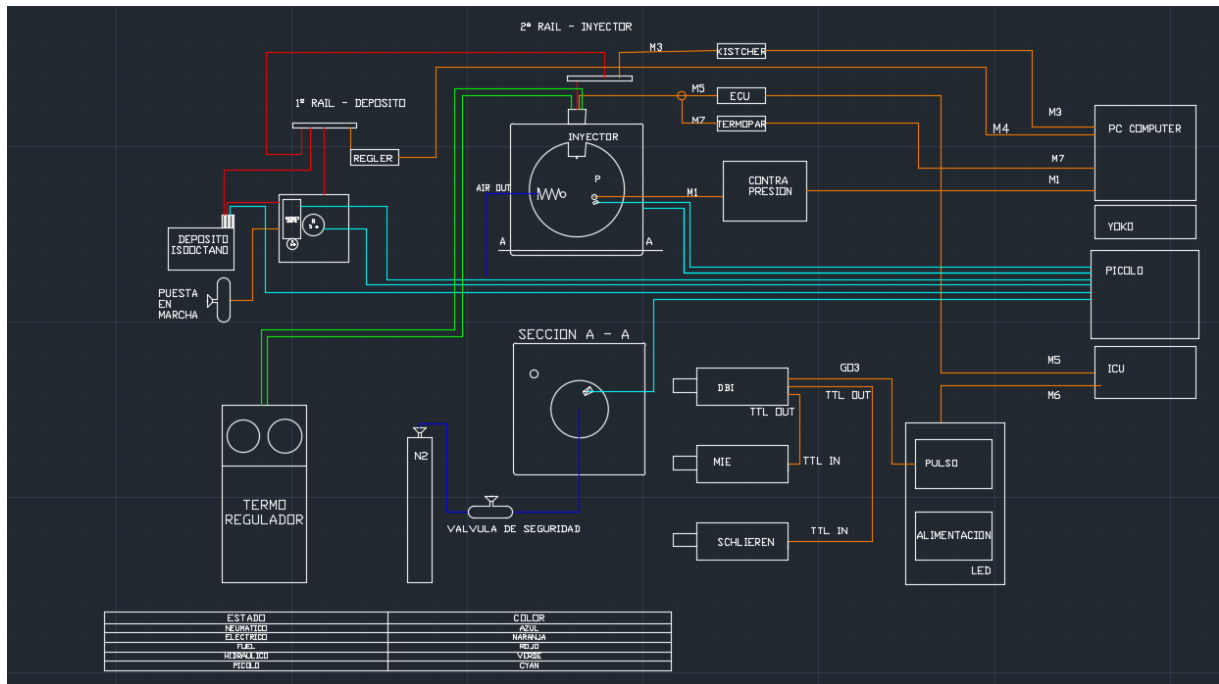 2º RAIL - INYECTOR
M3
KISTCHER
1º RAIL - DEPOSITO
M5
ECU
M3
M7
TERMOPAR
M4
PC COMPUTER
INYECTOR
REGLER
M7
P
CONTRA
PRESION
M1
AIR OUT
M1
YOKO
A
A
DEPOSITO
ISOOCTANO
N
PICOLO
PUESTA
EN
MARCHA
SECCION A - A
M5
ICU
GO3
DBI
TTL OUT
M6
TTL OUT
N2
MIE
TTL IN
PULSO
TERMO
REGULADOR
VALVULA DE SEGURIDAD
TTL IN
SCHLIEREN
ALIMENTACION
LED
ESTADO COLOR
NEUMATICO AZUL
ELECTRICO NARANJA
FUEL ROJO
HIDRAULICO VERDE
PICOLO CYAN